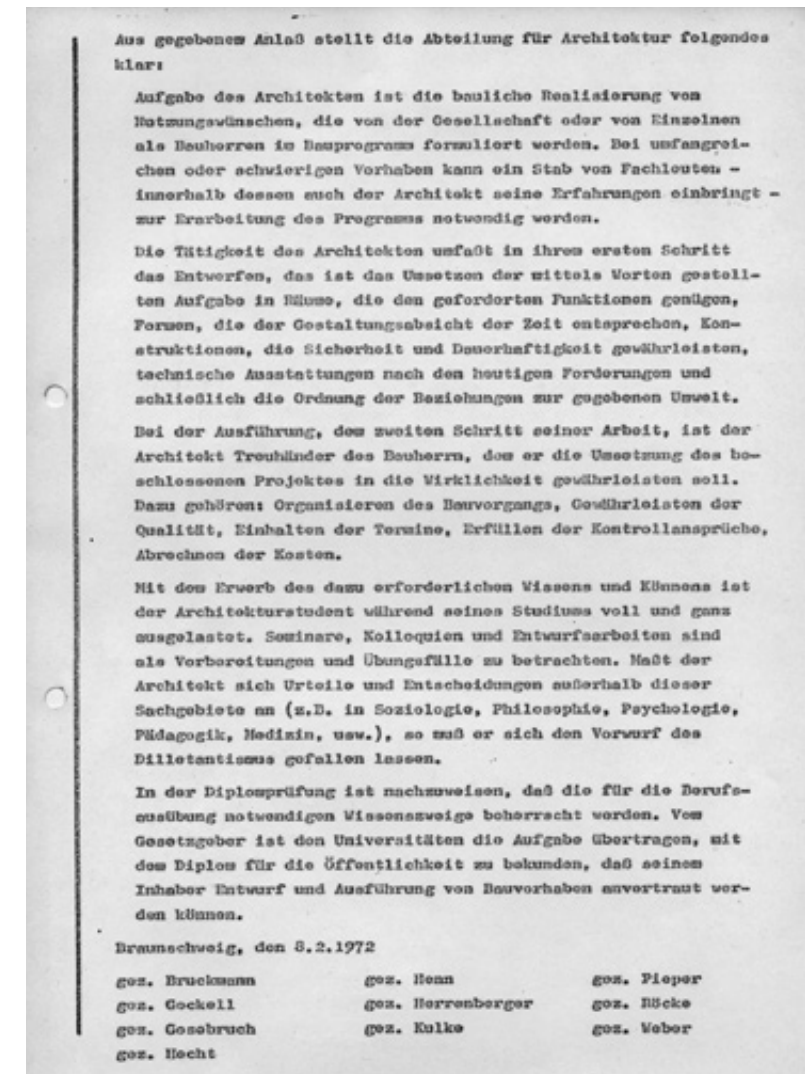 Aus gegebenem Anlaß stellt die Abteilung für Architektur folgendes
klar:
Aufgabe des Architekten ist die bauliche Realisierung von
Nutzungswünschen, die von der Gesellschaft oder von Einzelnen
als Bauherren im Bauprogramm formuliert werden. Bei umfangrei-
chen oder schwierigen Vorhaben kann ein Stab von Fachleuten -
innerhalb dessen auch der Architekt seine Erfahrungen einbringt -
zur Erarbeitung des Programms notwendig werden.
Die Tätigkeit des Architekten umfaßt in ihrem ersten Schritt
das Entwerfen, das ist das Umsetzen der mittels Worten gestell-
ten Aufgabe in Räume, die den geforderten Funktionen genügen,
Formen, die der Gestaltungsabsicht der Zeit entsprechen, Kon-
struktionen, die Sicherheit und Dauerhaftigkeit gewährleisten,
technische Ausstattungen nach den heutigen Forderungen und
schließlich die Ordnung der Beziehungen zur gegebenen Umwelt.
Bei der Ausführung, dem zweiten Schritt seiner Arbeit, ist der
Architekt Treuhänder des Bauherrn, dem er die Umsetzung des be-
schlossenen Projektes in die Wirklichkeit gewährleisten soll.
Dazu gehören: Organisieren des Bauvorgangs, Gewährleisten der
Qualität, Einhalten der Termine, Erfüllen der Kontrollansprüche,
Abrechnen der Kosten.
Mit dem Erwerb des dazu erforderlichen Wissens und Könnens ist
der Architekturstudent während seines Studiums voll und ganz
ausgelastet. Seminare, Kolloquien und Entwurfsarbeiten sind
als Vorbereitungen und Übungsfälle zu betrachten. Maßt der
Architekt sich Urteile und Entscheidungen außerhalb dieser
Sachgebiete an (z.B. in Soziologie, Philosophie, Psychologie,
Pädagogik, Medizin, usw.), so muß er sich den Vorwurf des
Dilletantismus gefallen lassen.
In der Diplomprüfung ist nachzuweisen, daß die für die Berufs-
ausübung notwendigen Wissenszweige beherrscht werden. Vom
Gesetzgeber ist den Universitäten die Aufgabe übertragen, mit
dem Diplom für die Öffentlichkeit zu bekunden, daß seinem
Inhaber Entwurf und Ausführung von Bauvorhaben anvertraut wer-
den können.
Braunschweig, den 8.2.1972
gez. Bruckmann gez. Henn gez. Pieper
gez. Gockell gez. Herrenberger gez. Röcke
gez. Gosebruch gez. Kulke gez. Weber
gez. Hecht